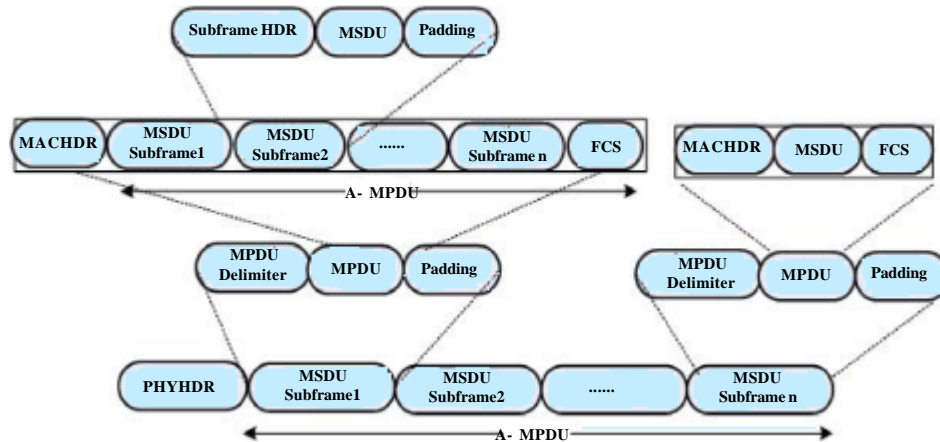 Subframe HDR
MSDU
Padding
MACHDR
MSDU
Subframe1
MSDU
Subframe2
......
MSDU
Subframe n
FCS
MACHDR
MSDU
FCS
A- MPDU
MPDU
Delimiter
MPDU
Padding
MPDU
Delimiter
MPDU
Padding
PHYHDR
MSDU
Subframe1
MSDU
Subframe2
......
MSDU
Subframe n
A- MPDU